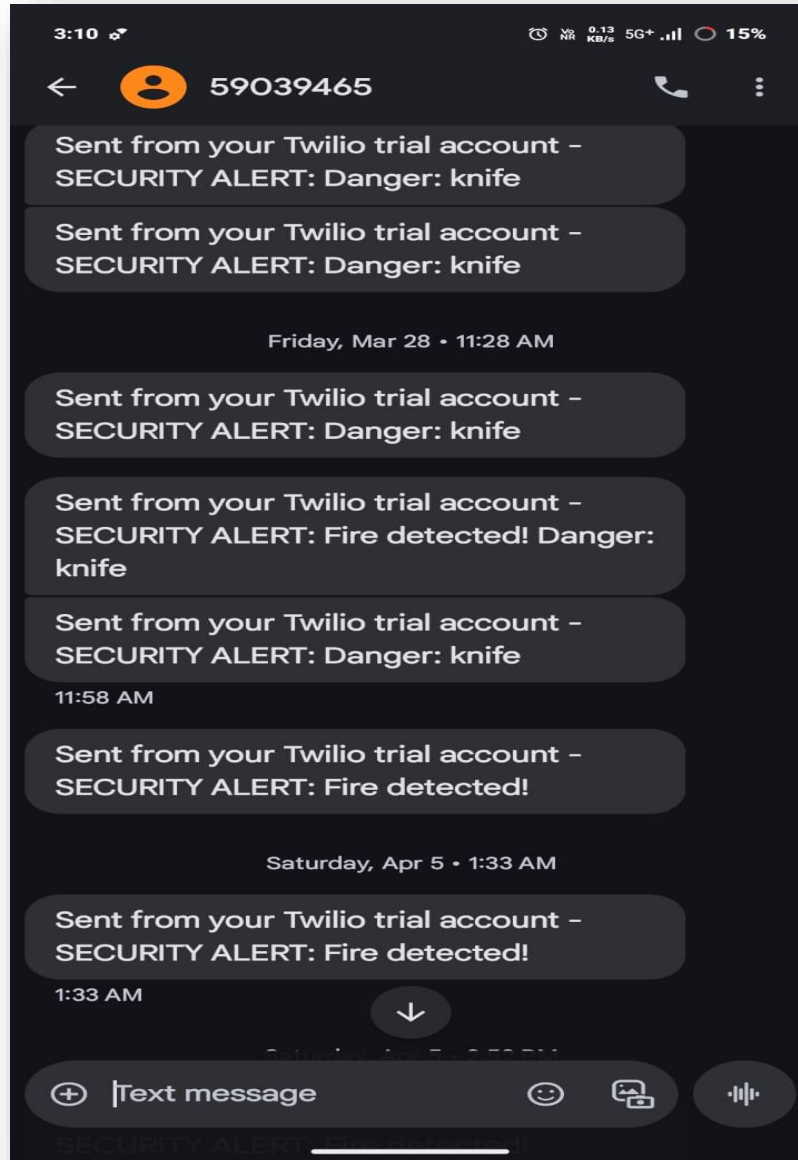 3:10 VoNR 0.13 KB/s 5G+ 15%
59039465
Sent from your Twilio trial account -
SECURITY ALERT: Danger: knife
Sent from your Twilio trial account -
SECURITY ALERT: Danger: knife
Friday, Mar 28 • 11:28 AM
Sent from your Twilio trial account -
SECURITY ALERT: Danger: knife
Sent from your Twilio trial account -
SECURITY ALERT: Fire detected! Danger:
knife
Sent from your Twilio trial account -
SECURITY ALERT: Danger: knife
11:58 AM
Sent from your Twilio trial account -
SECURITY ALERT: Fire detected!
Saturday, Apr 5 • 1:33 AM
Sent from your Twilio trial account -
SECURITY ALERT: Fire detected!
1:33 AM
Text message
SECURITY ALERT: Fire detected!